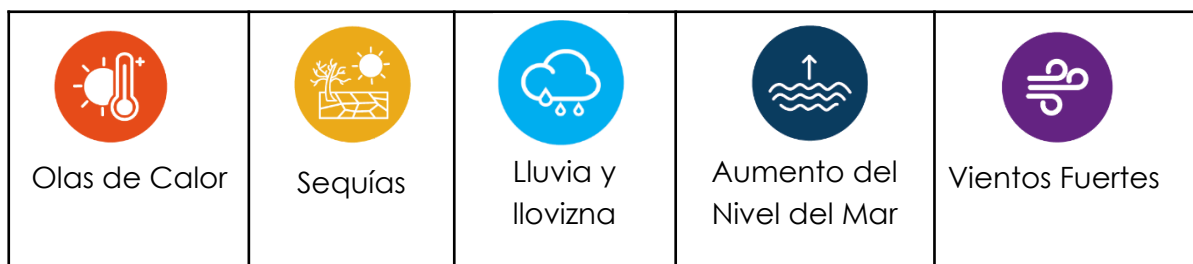 Olas de Calor
Sequías
Lluvia y
llovizna
Aumento del
Nivel del Mar
Vientos Fuertes